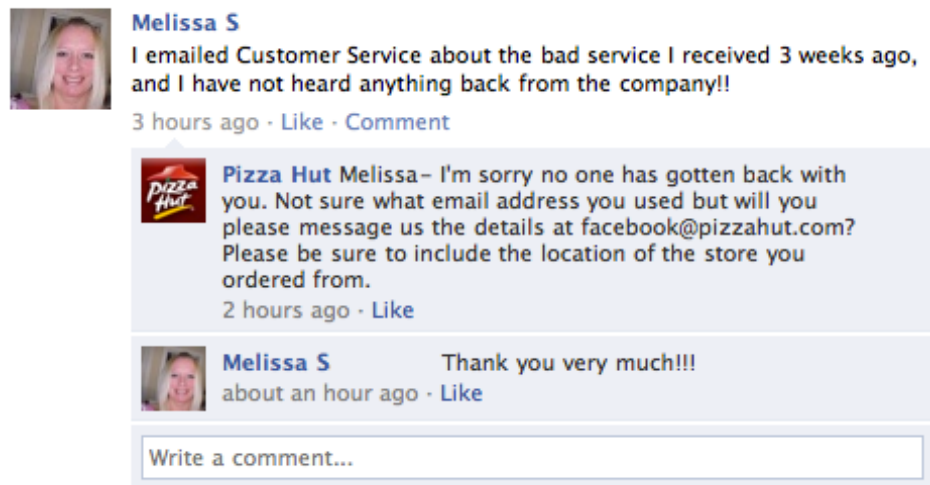 Melissa S
I emailed Customer Service about the bad service I received 3 weeks ago,
and I have not heard anything back from the company!!
3 hours ago · Like · Comment
Pizza Hut
Pizza Hut Melissa– I'm sorry no one has gotten back with
you. Not sure what email address you used but will you
please message us the details at facebook@pizzahut.com?
Please be sure to include the location of the store you
ordered from.
2 hours ago · Like
Melissa S Thank you very much!!!
about an hour ago · Like
Write a comment...